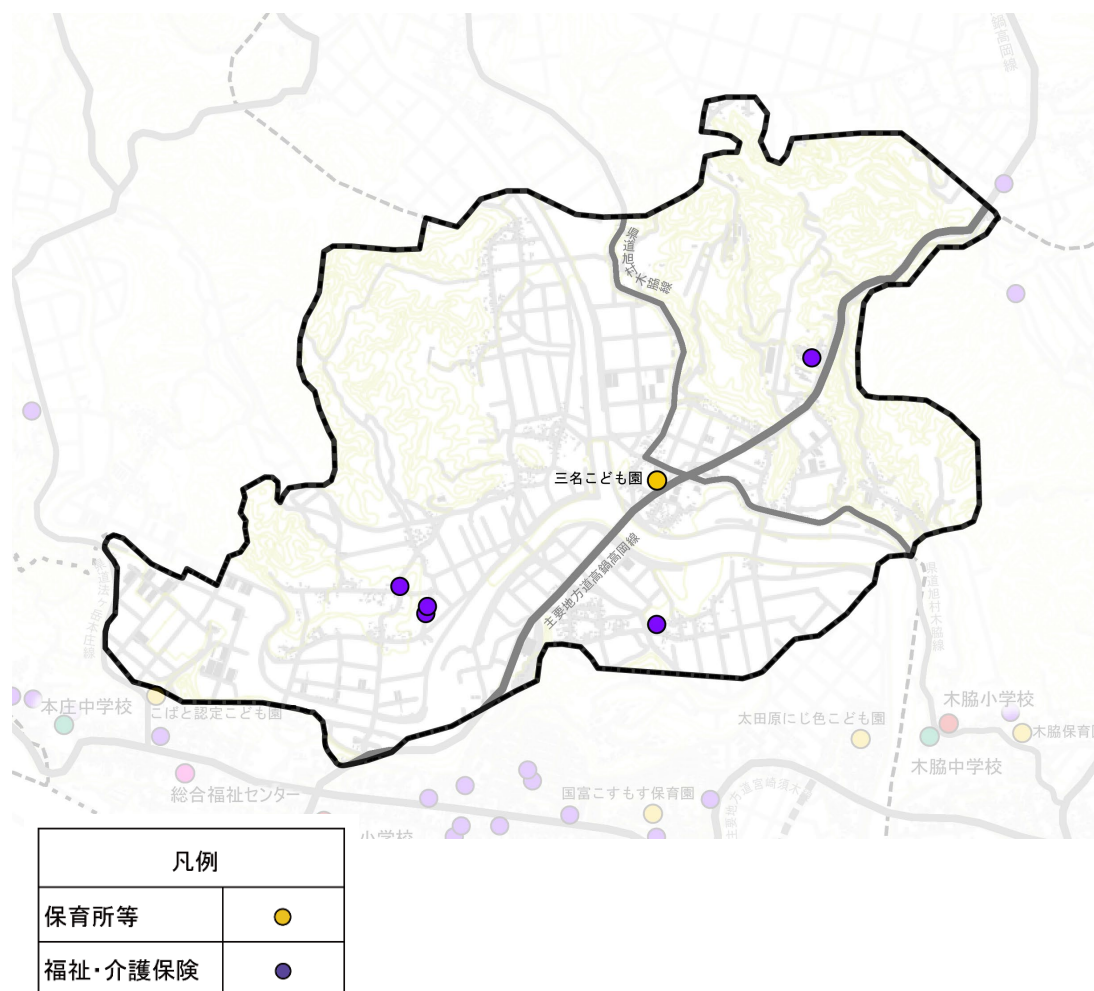 県道旭
村木脇線
三名こども園
主要地方道高鍋高岡線
県道旭村木脇線
本庄中学校
こばと認定こども園
総合福祉センター
太田原にじ色こども園
木脇小学校
木脇保育園
木脇中学校
国富こすもす保育園
小学校
凡例
保育所等
福祉・介護保険